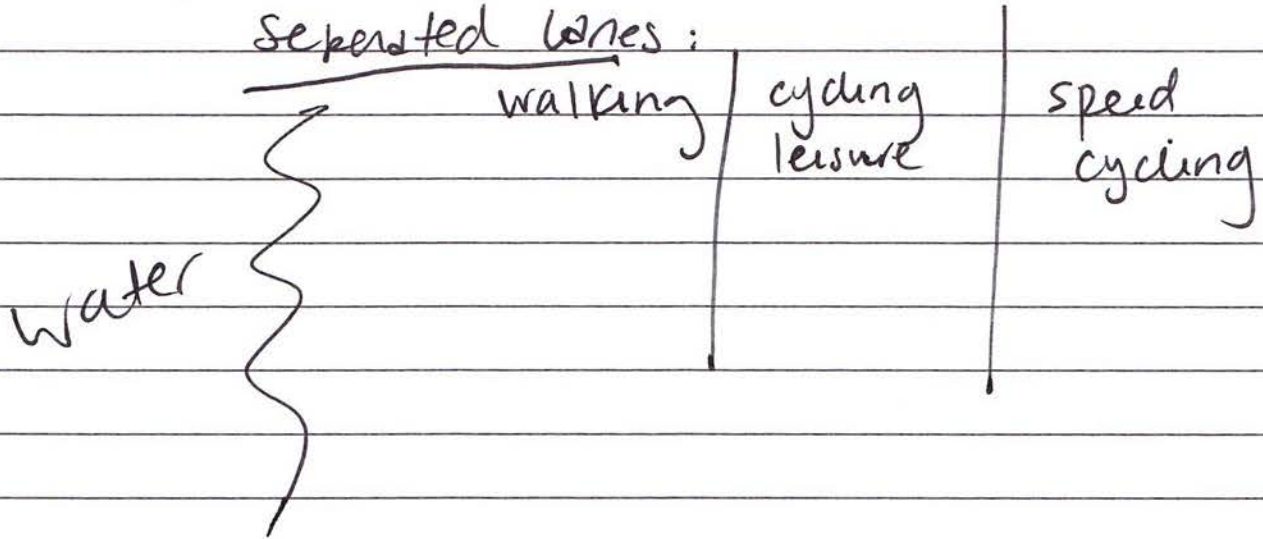 Seperated lanes:
walking cycling speed
leisure cycling
water